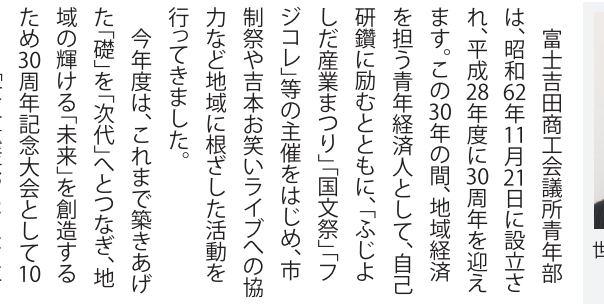 富士吉田商工会議所青年部
は、昭和62年11月21日に設立さ
れ、平成28年度に30周年を迎え
ます。この30年の間、地域経済
を担う青年経済人として、自己
研鑽に励むとともに、「ふじよ
しだ産業まつり」「国文祭」「フ
ジコレ」等の主催をはじめ、市
制祭や吉本お笑いライブへの協
力など地域に根ざした活動を
行ってきました。
今年度は、これまで築きあげ
た「礎」を「次代」へとつなぎ、地
域の輝ける「未来」を創造する
ため30周年記念大会として10